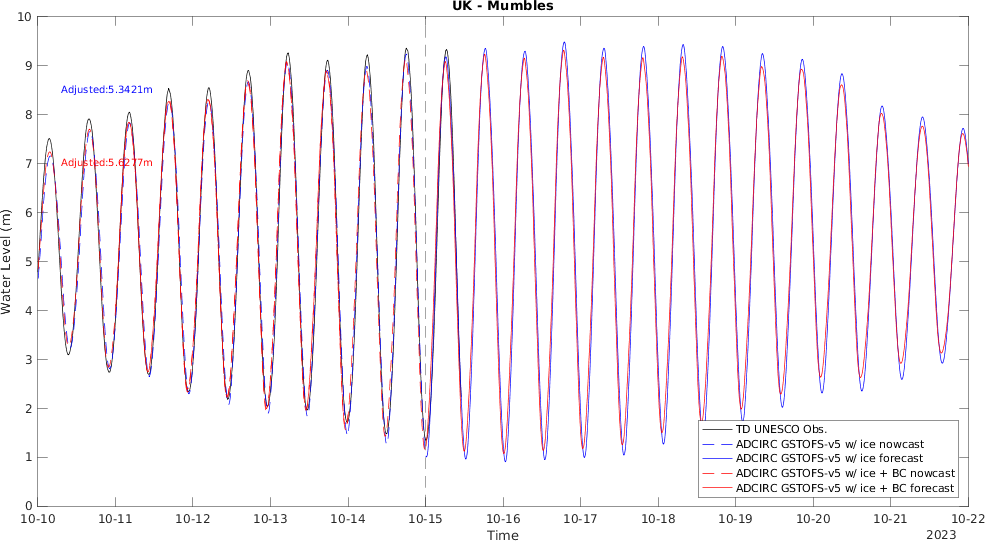 UK - Mumbles
10
9
8
7
6
5
4
3
2
1
0
Water Level (m)
Adjusted:5.3421m
Adjusted:5.6277m
TD UNESCO Obs.
ADCIRC GSTOFS-v5 w/ ice nowcast
ADCIRC GSTOFS-v5 w/ ice forecast
ADCIRC GSTOFS-v5 w/ ice + BC nowcast
ADCIRC GSTOFS-v5 w/ ice + BC forecast
10-10 10-11 10-12 10-13 10-14 10-15 10-16 10-17 10-18 10-19 10-20 10-21 10-22
Time
2023